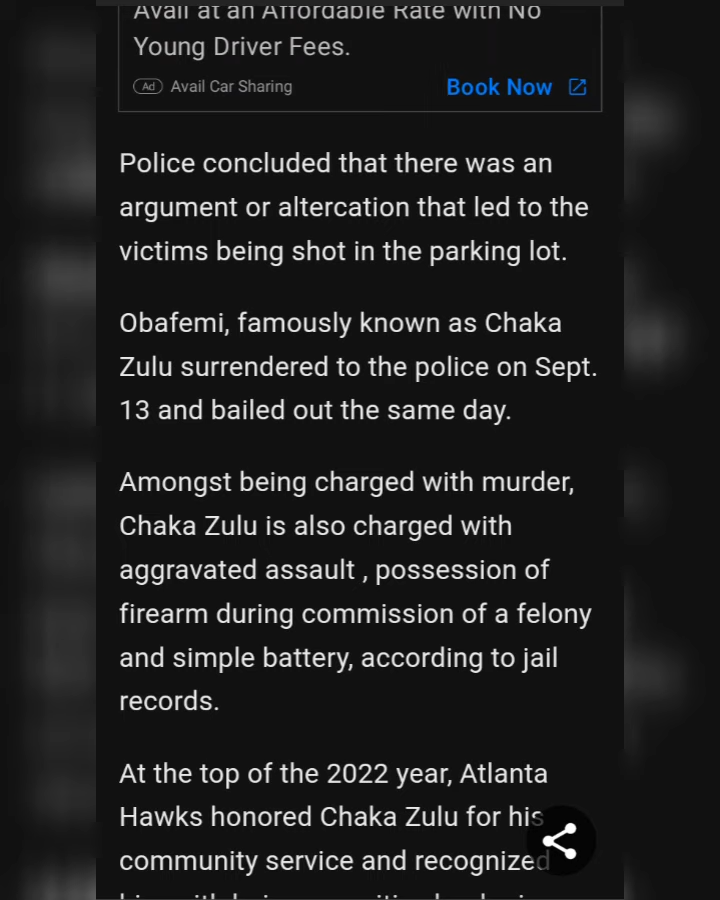 Avail at an Affordable Rate with No
Young Driver Fees.
Ad Avail Car Sharing
Book Now
Police concluded that there was an
argument or altercation that led to the
victims being shot in the parking lot.
Obafemi, famously known as Chaka
Zulu surrendered to the police on Sept.
13 and bailed out the same day.
Amongst being charged with murder,
Chaka Zulu is also charged with
aggravated assault , possession of
firearm during commission of a felony
and simple battery, according to jail
records.
At the top of the 2022 year, Atlanta
Hawks honored Chaka Zulu for his
community service and recognized